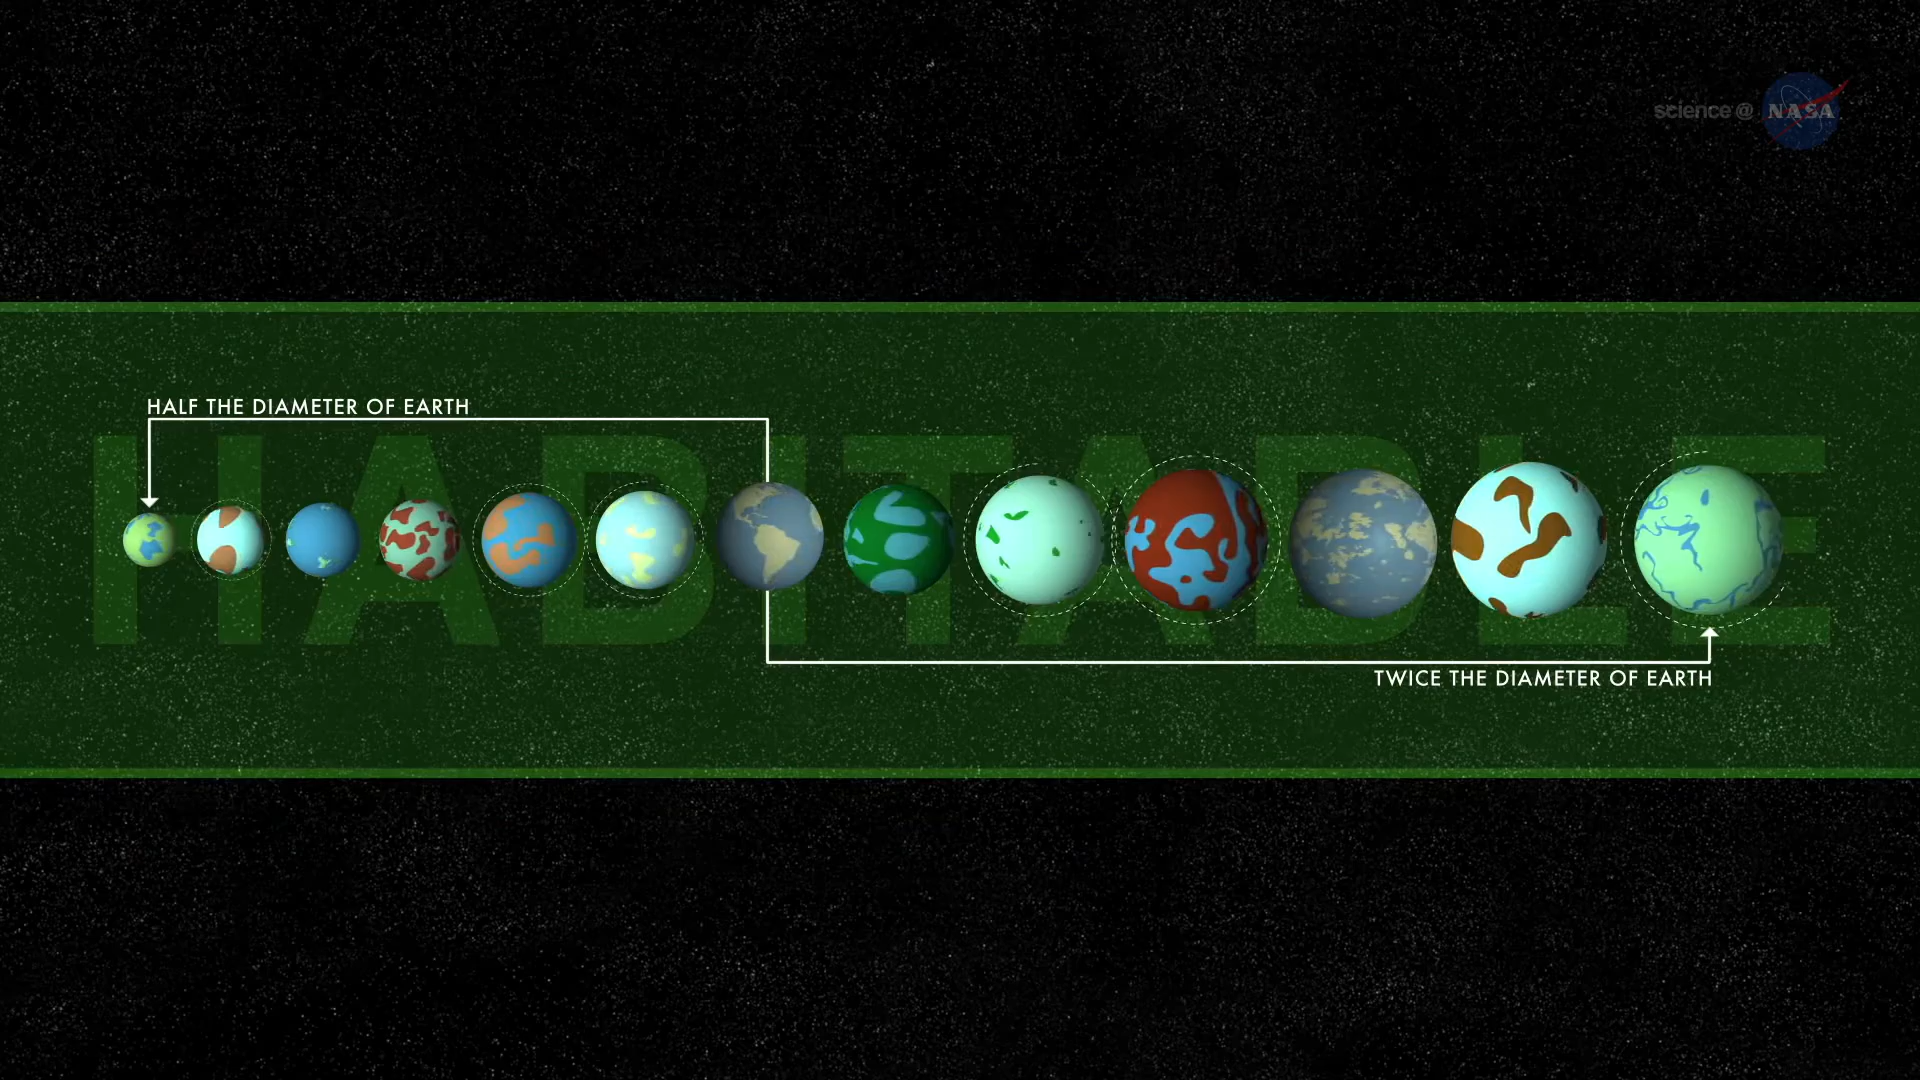 science@ NASA
HALF THE DIAMETER OF EARTH
HABITABLE
TWICE THE DIAMETER OF EARTH